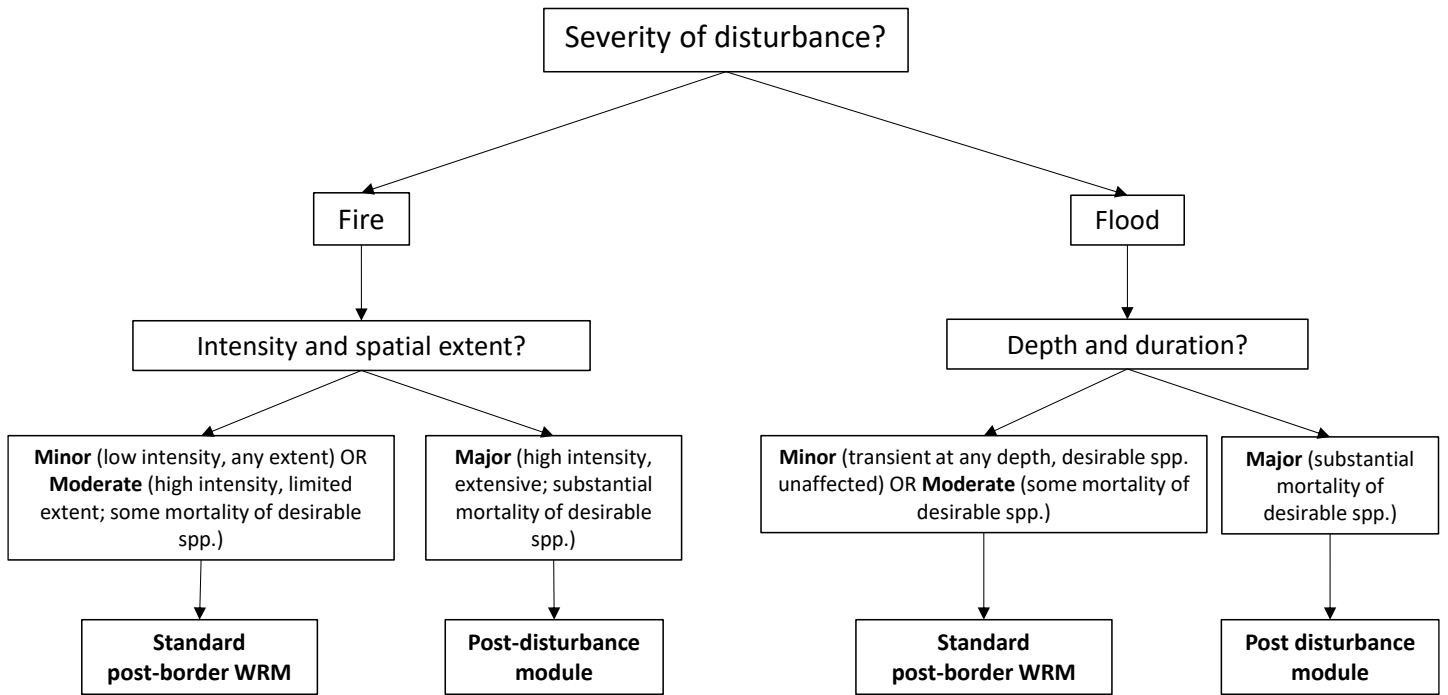 Severity of disturbance?
Fire
Flood
Intensity and spatial extent?
Depth and duration?
Minor (low intensity, any extent) OR
Moderate (high intensity, limited
extent; some mortality of desirable
spp.)
Major (high intensity,
extensive; substantial
mortality of desirable
spp.)
Minor (transient at any depth, desirable spp.
unaffected) OR Moderate (some mortality of
desirable spp.)
Major (substantial
mortality of
desirable spp.)
Standard
post-border WRM
Post-disturbance
module
Standard
post-border WRM
Post disturbance
module